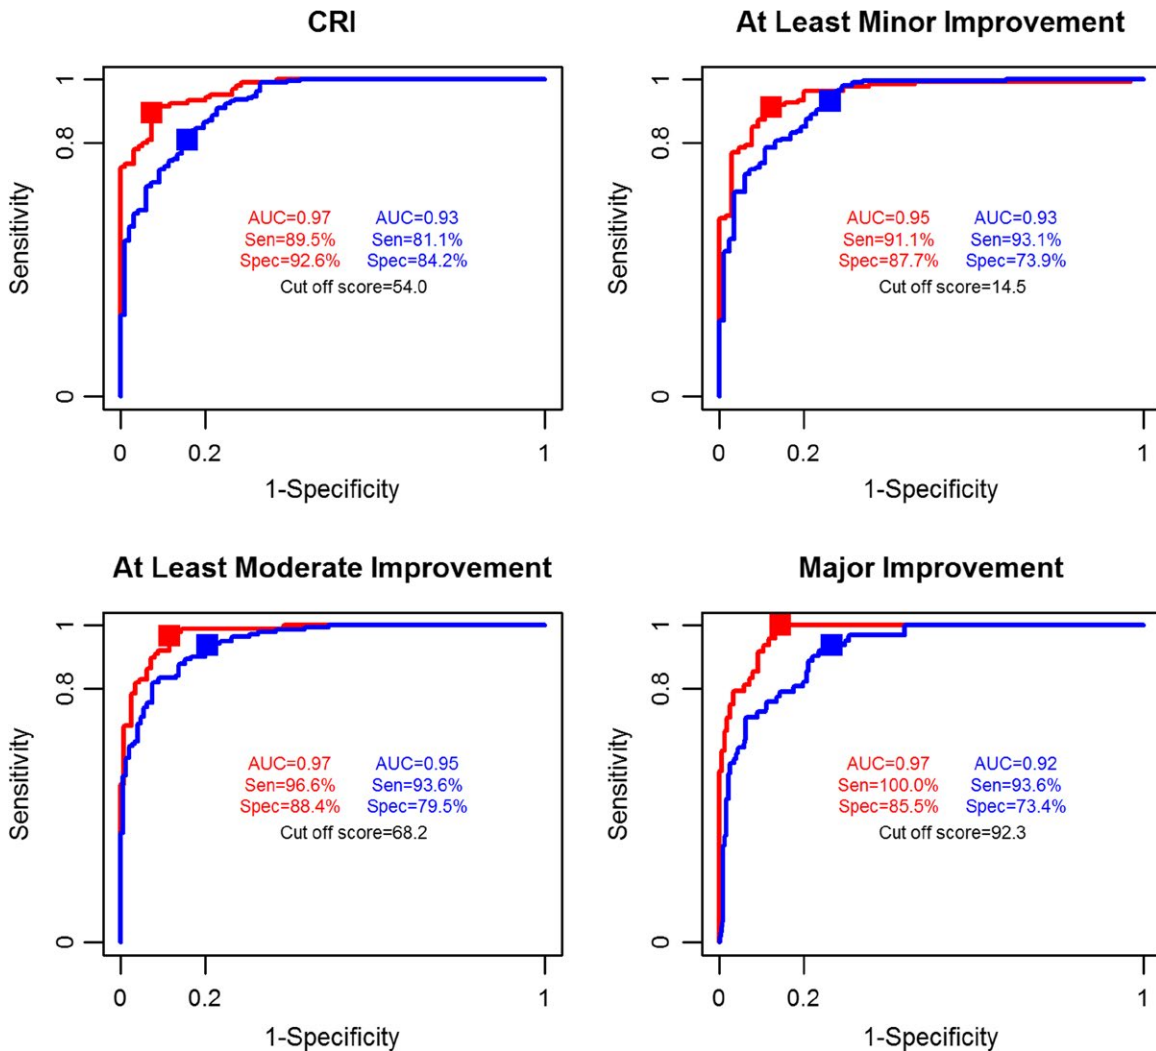 CRI
Sensitivity
1
0.8
0
AUC=0.97 AUC=0.93
Sen=89.5% Sen=81.1%
Spec=92.6% Spec=84.2%
Cut off score=54.0
0 0.2 1
1-Specificity
At Least Minor Improvement
Sensitivity
1
0.8
0
AUC=0.95 AUC=0.93
Sen=91.1% Sen=93.1%
Spec=87.7% Spec=73.9%
Cut off score=14.5
0 0.2 1
1-Specificity
At Least Moderate Improvement
Sensitivity
1
0.8
0
AUC=0.97 AUC=0.95
Sen=96.6% Sen=93.6%
Spec=88.4% Spec=79.5%
Cut off score=68.2
0 0.2 1
1-Specificity
Major Improvement
Sensitivity
1
0.8
0
AUC=0.97 AUC=0.92
Sen=100.0% Sen=93.6%
Spec=85.5% Spec=73.4%
Cut off score=92.3
0 0.2 1
1-Specificity